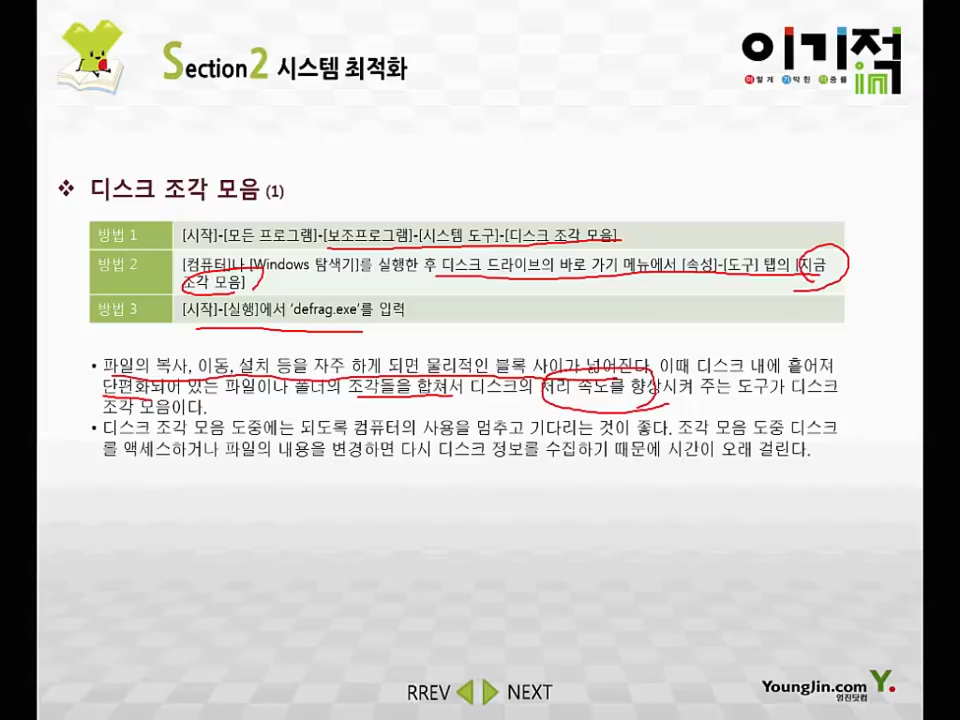 Section2 시스템 최적화
이기적in
이렇게 기막힌 적중률
❖ 디스크 조각 모음 (1)
방법 1 [시작]-[모든 프로그램]-[보조프로그램]-[시스템 도구]-[디스크 조각 모음]
방법 2 [컴퓨터]나 [Windows 탐색기]를 실행한 후 디스크 드라이브의 바로 가기 메뉴에서 [속성]-[도구] 탭의 [지금
조각 모음]
방법 3 [시작]-[실행]에서 ‘defrag.exe’를 입력
• 파일의 복사, 이동, 설치 등을 자주 하게 되면 물리적인 블록 사이가 넓어진다. 이때 디스크 내에 흩어져
단편화되어 있는 파일이나 폴더의 조각들을 합쳐서 디스크의 처리 속도를 향상시켜 주는 도구가 디스크
조각 모음이다.
• 디스크 조각 모음 도중에는 되도록 컴퓨터의 사용을 멈추고 기다리는 것이 좋다. 조각 모음 도중 디스크
를 액세스하거나 파일의 내용을 변경하면 다시 디스크 정보를 수집하기 때문에 시간이 오래 걸린다.
RREV NEXT
YoungJin.com Y.
영진닷컴